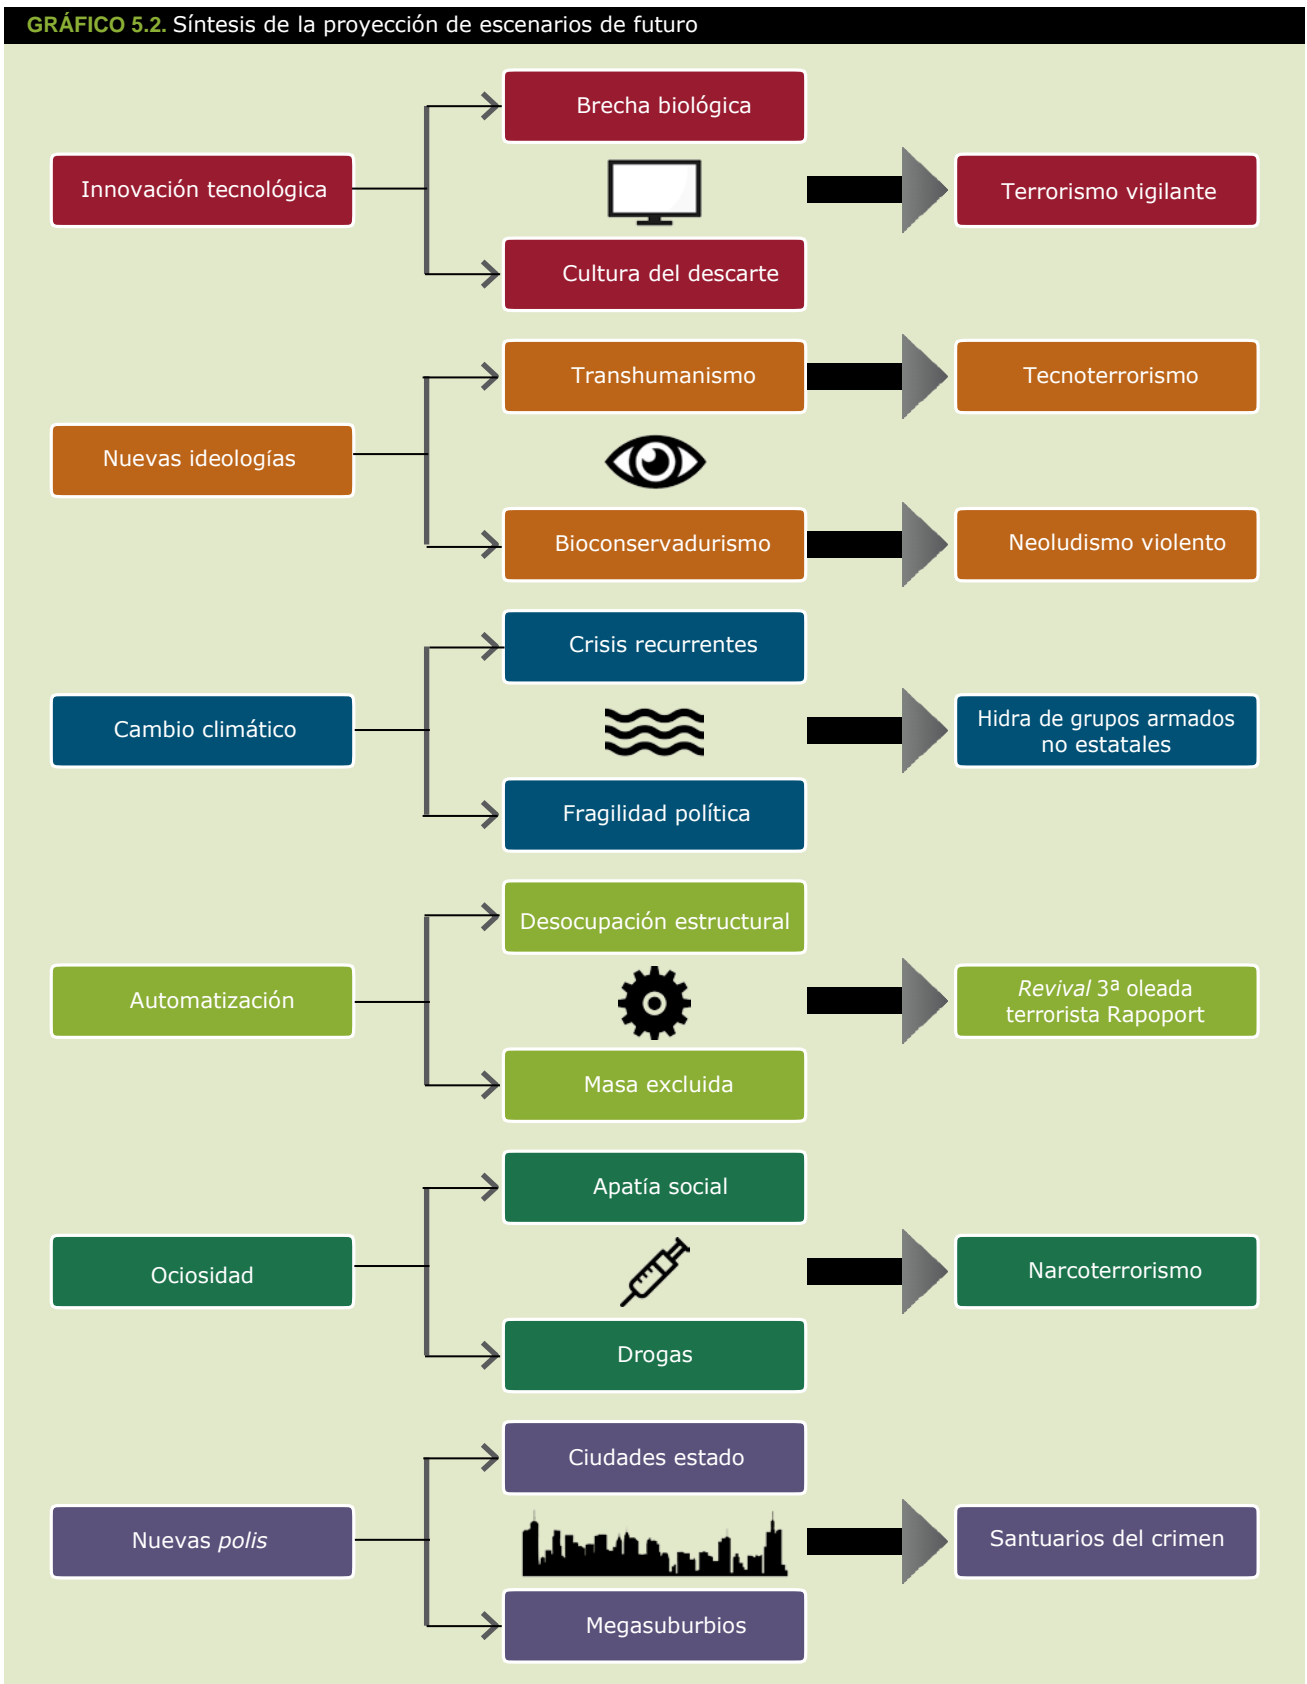 GRÁFICO 5.2. Síntesis de la proyección de escenarios de futuro
Brecha biológica
Innovación tecnológica
Terrorismo vigilante
Cultura del descarte
Transhumanismo
Tecnoterrorismo
Nuevas ideologías
Bioconservadurismo
Neoludismo violento
Crisis recurrentes
Cambio climático
Hidra de grupos armados
no estatales
Fragilidad política
Desocupación estructural
Automatización
Revival 3ª oleada
terrorista Rapoport
Masa excluida
Apatía social
Ociosidad
Narcoterrorismo
Drogas
Ciudades estado
Nuevas polis
Santuarios del crimen
Megasuburbios